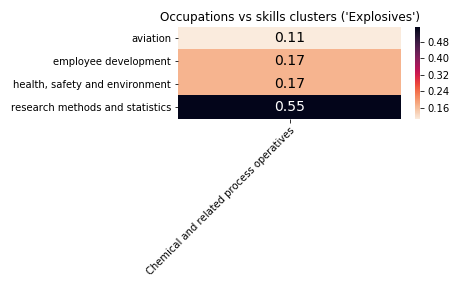 Occupations vs skills clusters ('Explosives')
aviation
employee development
health, safety and environment
research methods and statistics
0.11
0.17
0.17
0.55
0.48
0.40
0.32
0.24
0.16
Chemical and related process operatives